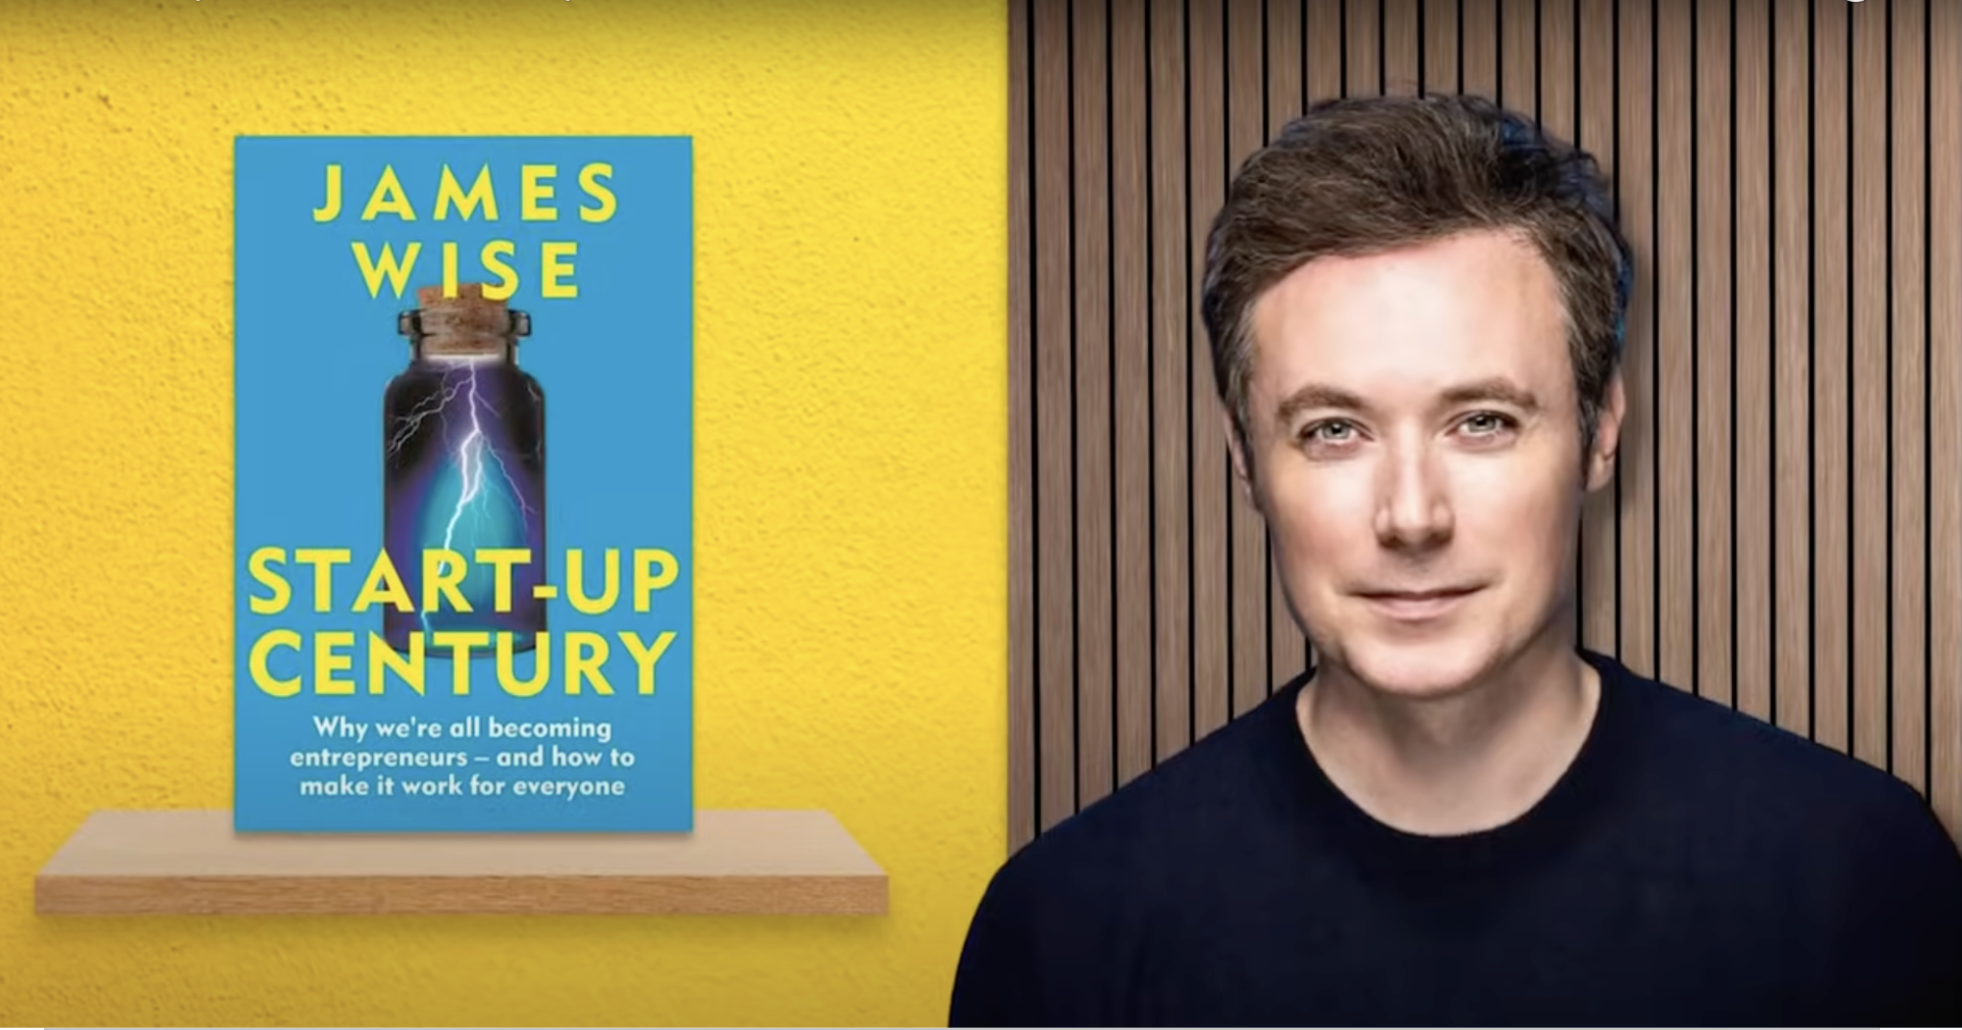 JAMES
WISE
START-UP
CENTURY
Why we're all becoming
entrepreneurs – and how to
make it work for everyone